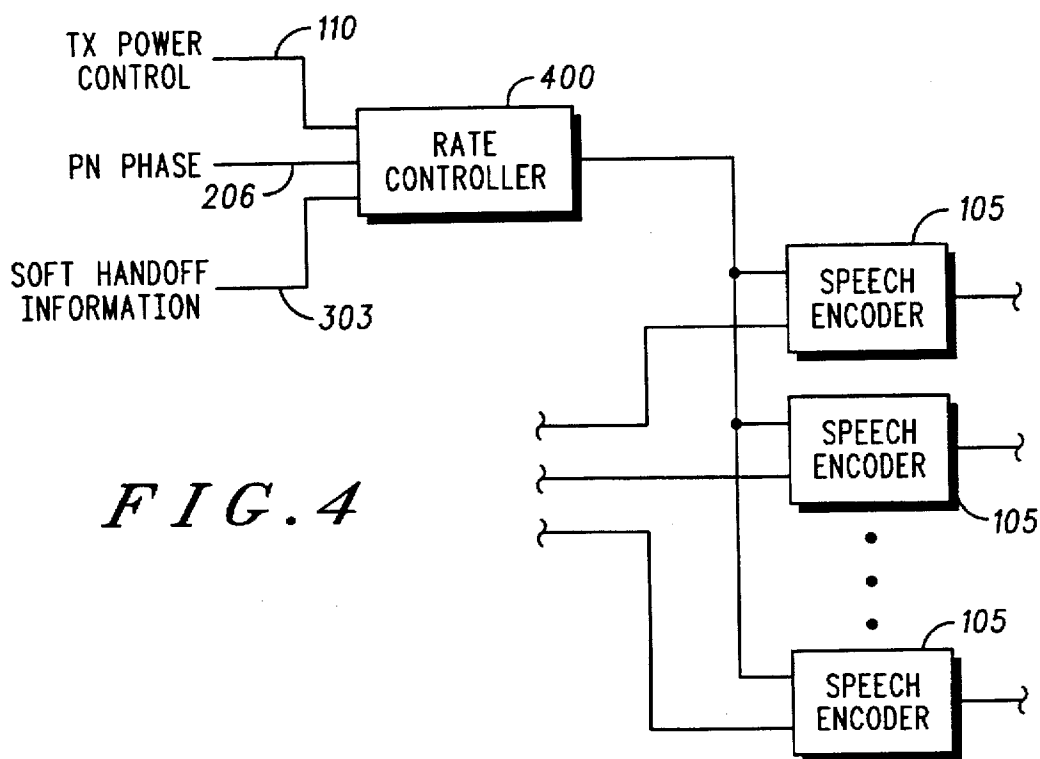 TX POWER
CONTROL
110
400
RATE
CONTROLLER
PN PHASE
206
SOFT HANDOFF
INFORMATION
303
105
SPEECH
ENCODER
SPEECH
ENCODER
105
FIG.4
105
SPEECH
ENCODER